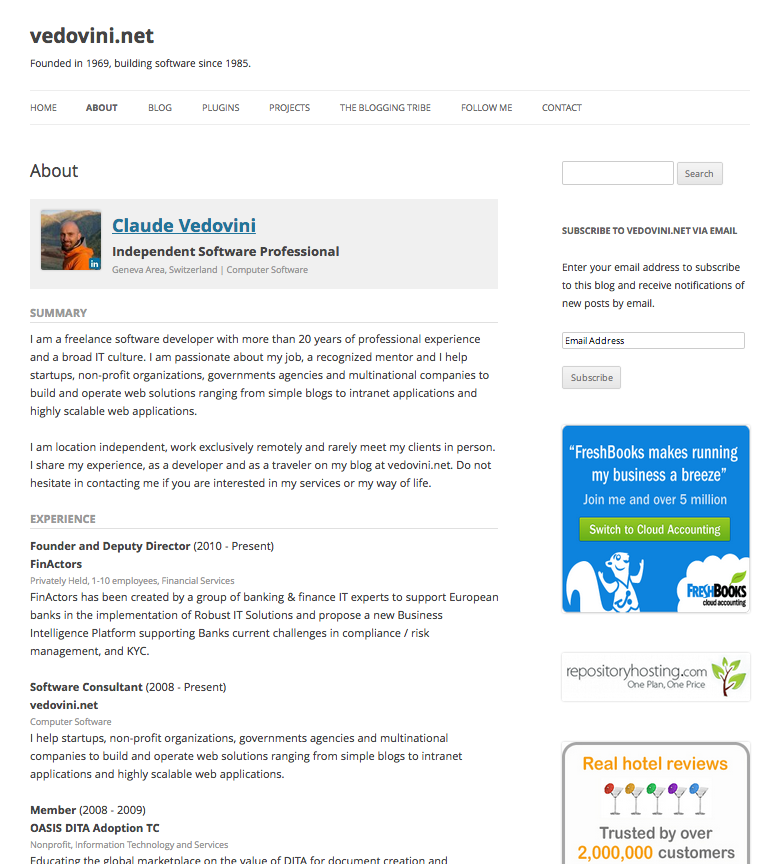 vedovini.net
Founded in 1969, building software since 1985.
HOME ABOUT BLOG PLUGINS PROJECTS THE BLOGGING TRIBE FOLLOW ME CONTACT
About
Claude Vedovini
Independent Software Professional
Geneva Area, Switzerland | Computer Software
in
SUMMARY
I am a freelance software developer with more than 20 years of professional experience
and a broad IT culture. I am passionate about my job, a recognized mentor and I help
startups, non-profit organizations, governments agencies and multinational companies to
build and operate web solutions ranging from simple blogs to intranet applications and
highly scalable web applications.
I am location independent, work exclusively remotely and rarely meet my clients in person.
I share my experience, as a developer and as a traveler on my blog at vedovini.net. Do not
hesitate in contacting me if you are interested in my services or my way of life.
EXPERIENCE
Founder and Deputy Director (2010 - Present)
FinActors
Privately Held, 1-10 employees, Financial Services
FinActors has been created by a group of banking & finance IT experts to support European
banks in the implementation of Robust IT Solutions and propose a new Business
Intelligence Platform supporting Banks current challenges in compliance / risk
management, and KYC.
Software Consultant (2008 - Present)
vedovini.net
Computer Software
I help startups, non-profit organizations, governments agencies and multinational
companies to build and operate web solutions ranging from simple blogs to intranet
applications and highly scalable web applications.
Member (2008 - 2009)
OASIS DITA Adoption TC
Nonprofit, Information Technology and Services
Educating the global marketplace on the value of DITA for document creation and
Search
SUBSCRIBE TO VEDOVINI.NET VIA EMAIL
Enter your email address to subscribe
to this blog and receive notifications of
new posts by email.
Email Address
Subscribe
“FreshBooks makes running
my business a breeze”
Join me and over 5 million
Switch to Cloud Accounting
FRESHBOOKS
cloud accounting
repositoryhosting.com
One Plan, One Price
Real hotel reviews
Trusted by over
2,000,000 customers